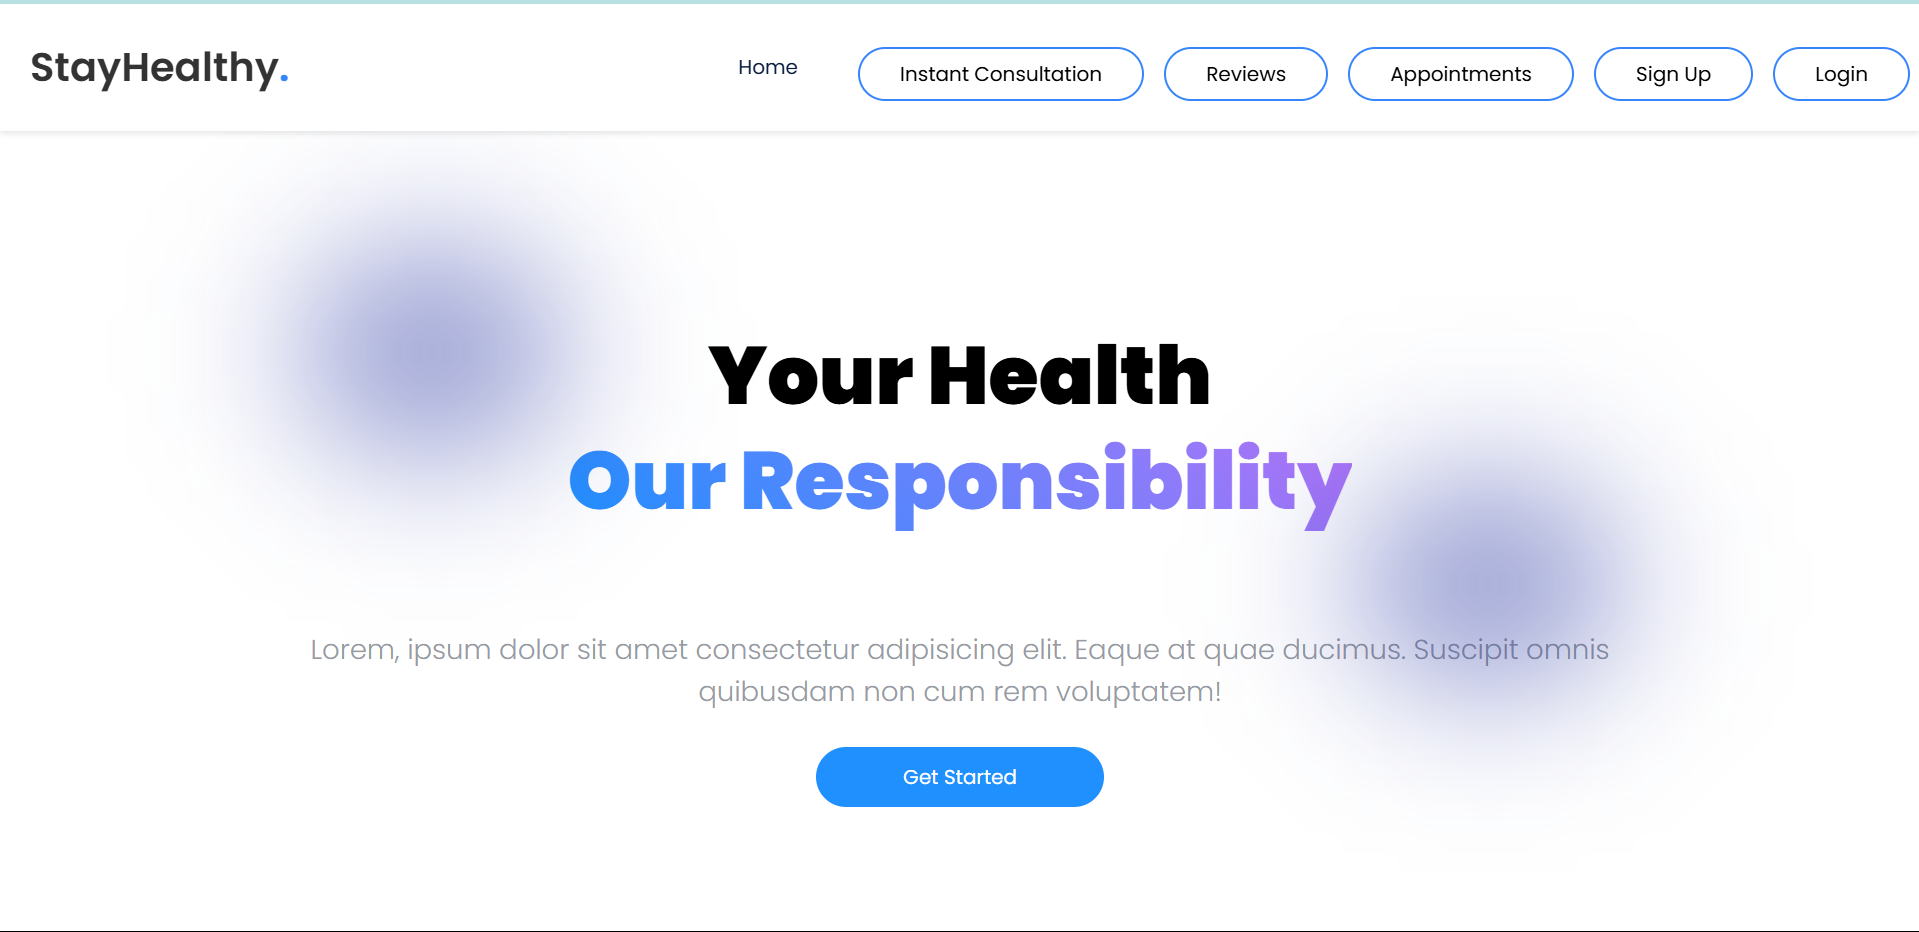 StayHealthy.
Home
Instant Consultation
Reviews
Appointments
Sign Up
Login
Your Health
Our Responsibility
Lorem, ipsum dolor sit amet consectetur adipisicing elit. Eaque at quae ducimus. Suscipit omnis
quibusdam non cum rem voluptatem!
Get Started